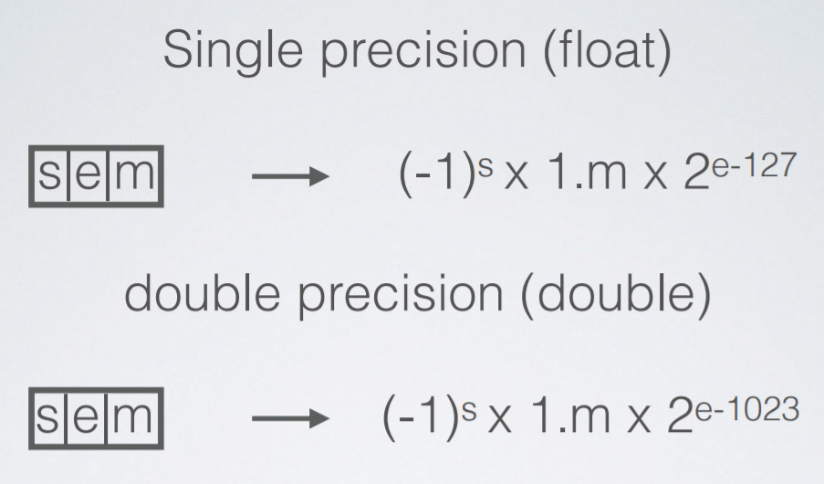 Single precision (float)
s|e|m → (-1)ˢ x 1.m x 2ᵉ⁻¹²⁷
double precision (double)
s|e|m → (-1)ˢ x 1.m x 2ᵉ⁻¹⁰²³